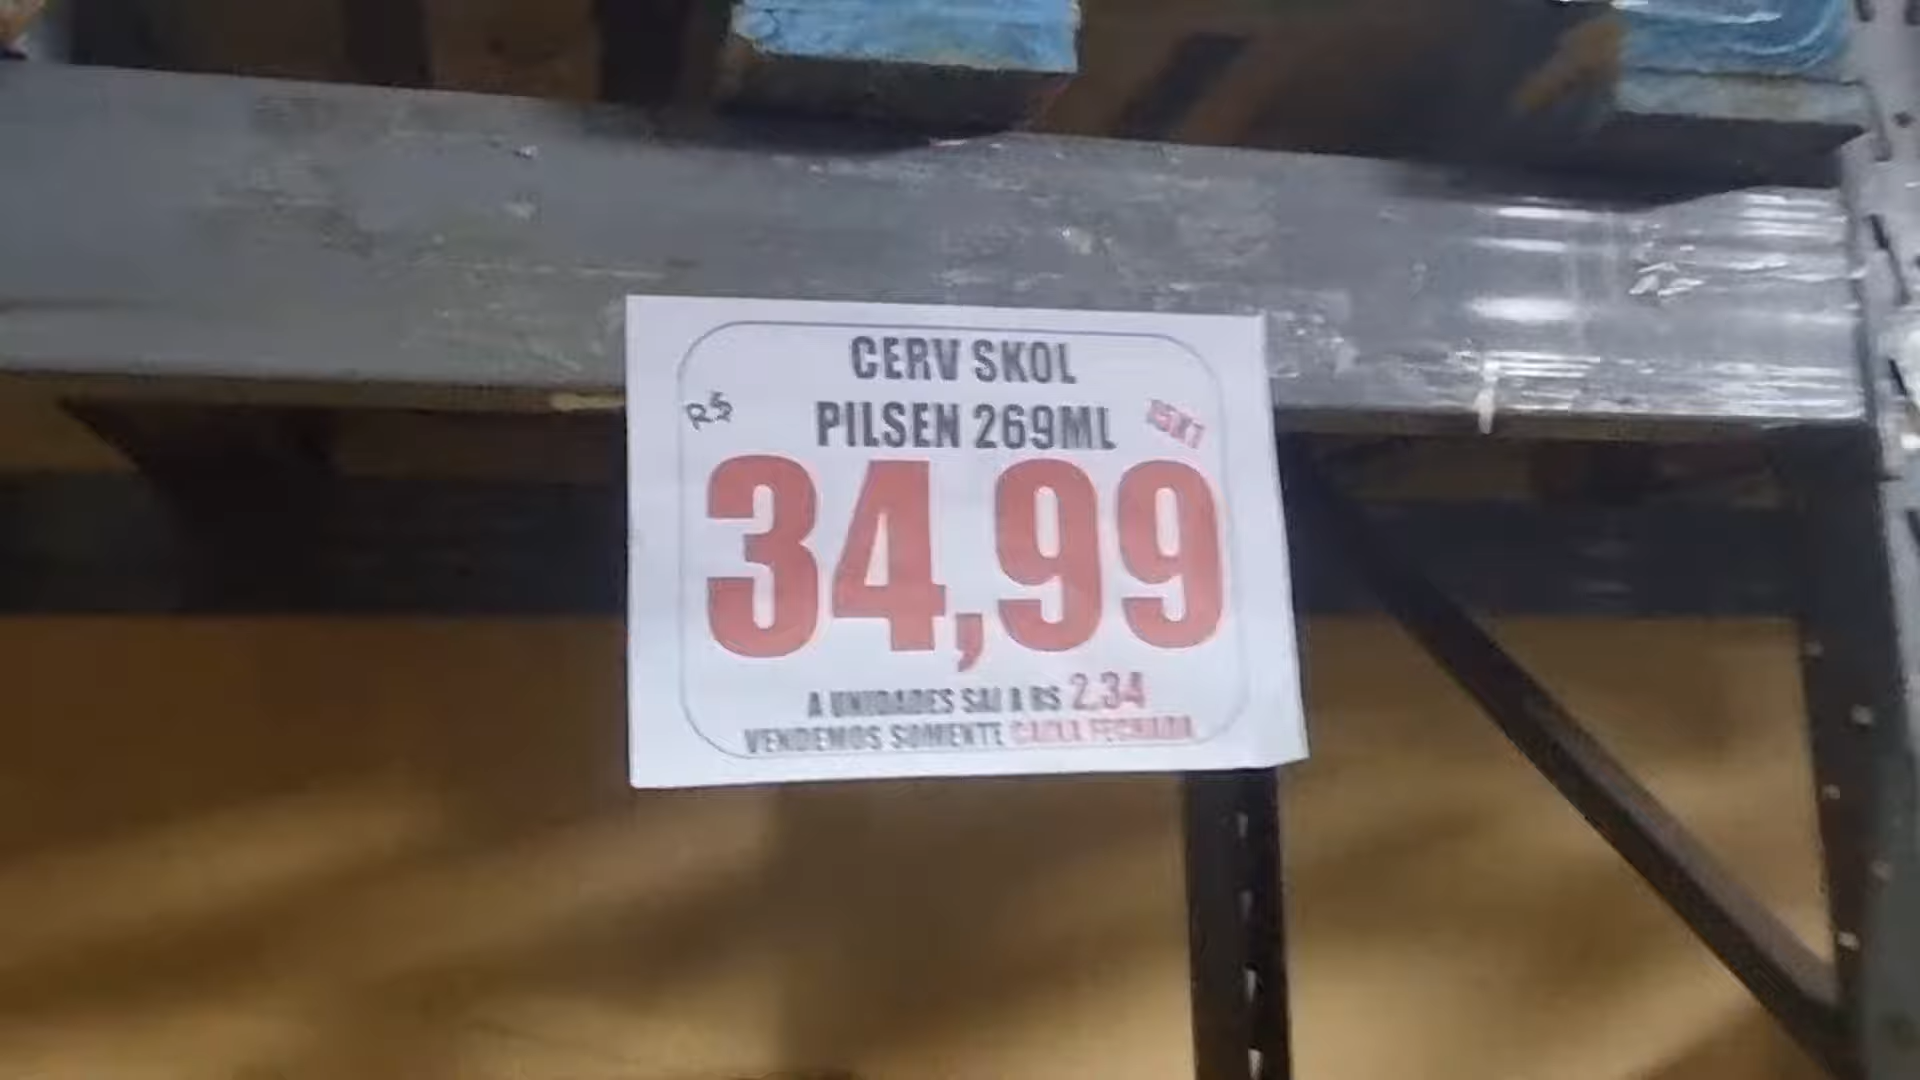 CERV SKOL
PILSEN 269ML
R$
15X1
34,99
A UNIDADES SAI A R$ 2,34
VENDEMOS SOMENTE CAIXA FECHADA